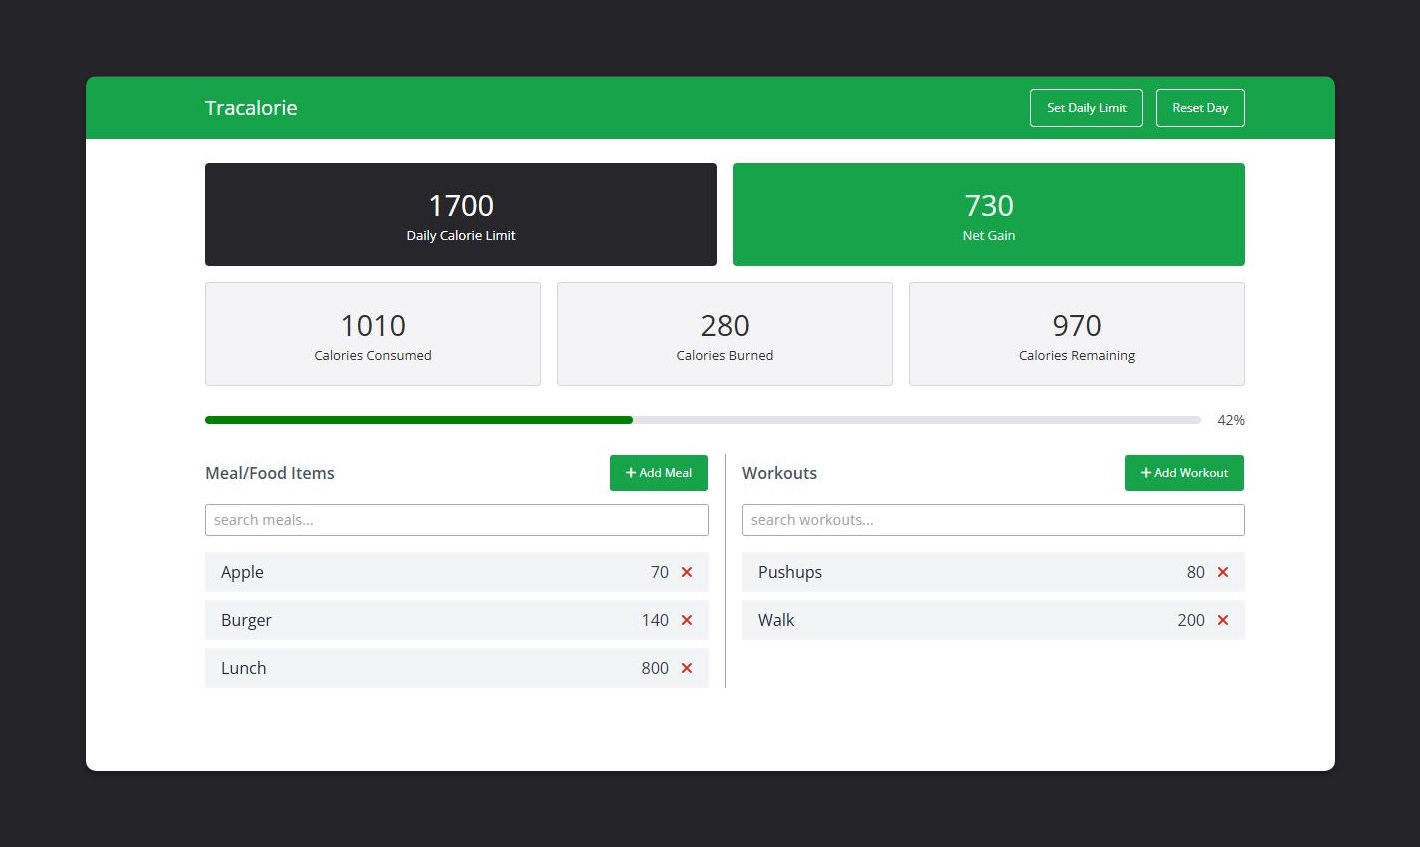 Tracalorie
Set Daily Limit
Reset Day
1700
Daily Calorie Limit
730
Net Gain
1010
Calories Consumed
280
Calories Burned
970
Calories Remaining
42%
Meal/Food Items
+ Add Meal
search meals...
Apple 70 ✕
Burger 140 ✕
Lunch 800 ✕
Workouts
+ Add Workout
search workouts...
Pushups 80 ✕
Walk 200 ✕